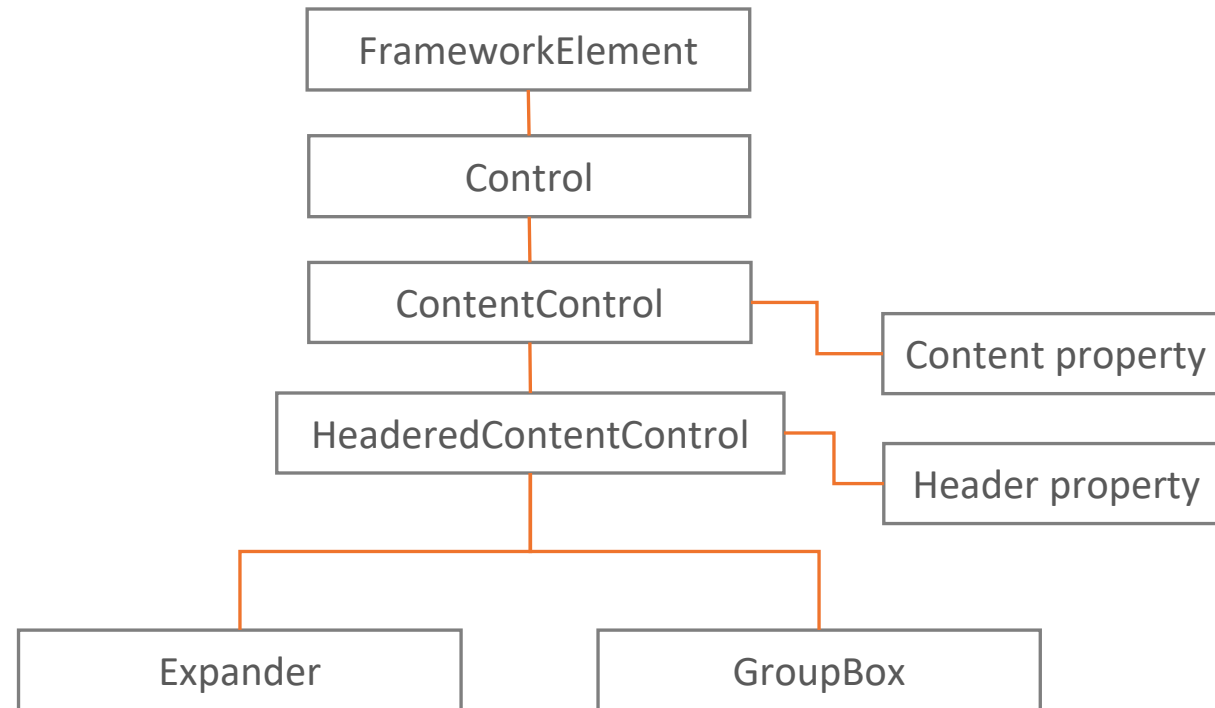 FrameworkElement
Control
ContentControl
Content property
HeaderedContentControl
Header property
Expander
GroupBox